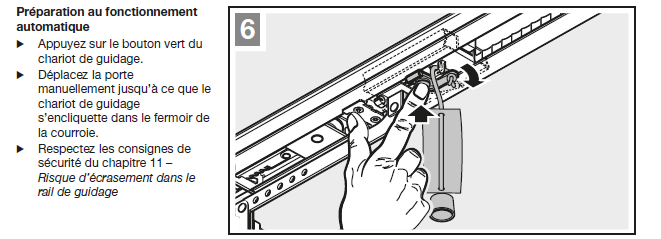 Préparation au fonctionnement
automatique
► Appuyez sur le bouton vert du
chariot de guidage.
► Déplacez la porte
manuellement jusqu'à ce que le
chariot de guidage
s'encliquette dans le fermoir de
la courroie.
► Respectez les consignes de
sécurité du chapitre 11 –
Risque d'écrasement dans le
rail de guidage
6